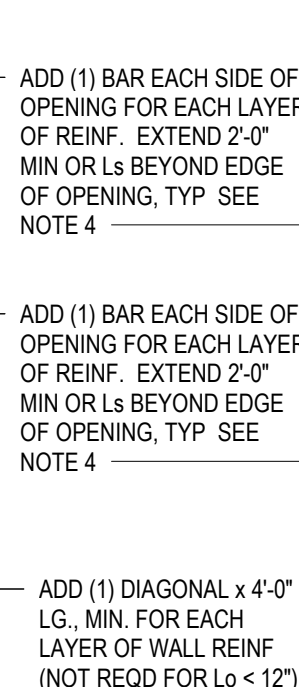 ADD (1) BAR EACH SIDE OF
OPENING FOR EACH LAYER
OF REINF. EXTEND 2'-0"
MIN OR Ls BEYOND EDGE
OF OPENING, TYP SEE
NOTE 4
ADD (1) BAR EACH SIDE OF
OPENING FOR EACH LAYER
OF REINF. EXTEND 2'-0"
MIN OR Ls BEYOND EDGE
OF OPENING, TYP SEE
NOTE 4
ADD (1) DIAGONAL x 4'-0"
LG., MIN. FOR EACH
LAYER OF WALL REINF
(NOT REQD FOR Lo < 12")